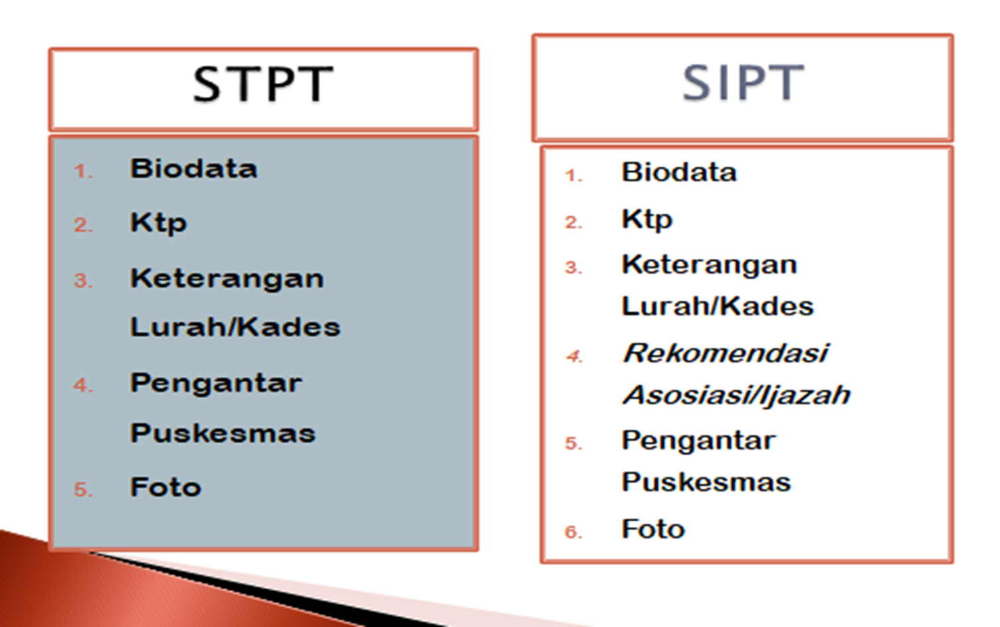 STPT
1. Biodata
2. Ktp
3. Keterangan
Lurah/Kades
4. Pengantar
Puskesmas
5. Foto
SIPT
1. Biodata
2. Ktp
3. Keterangan
Lurah/Kades
4. Rekomendasi
Asosiasi/Ijazah
5. Pengantar
Puskesmas
6. Foto